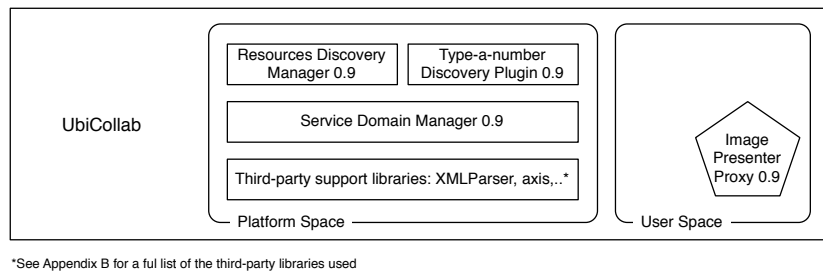 UbiCollab
Resources Discovery
Manager 0.9
Type-a-number
Discovery Plugin 0.9
Service Domain Manager 0.9
Third-party support libraries: XMLParser, axis,..*
Platform Space
Image
Presenter
Proxy 0.9
User Space
*See Appendix B for a ful list of the third-party libraries used